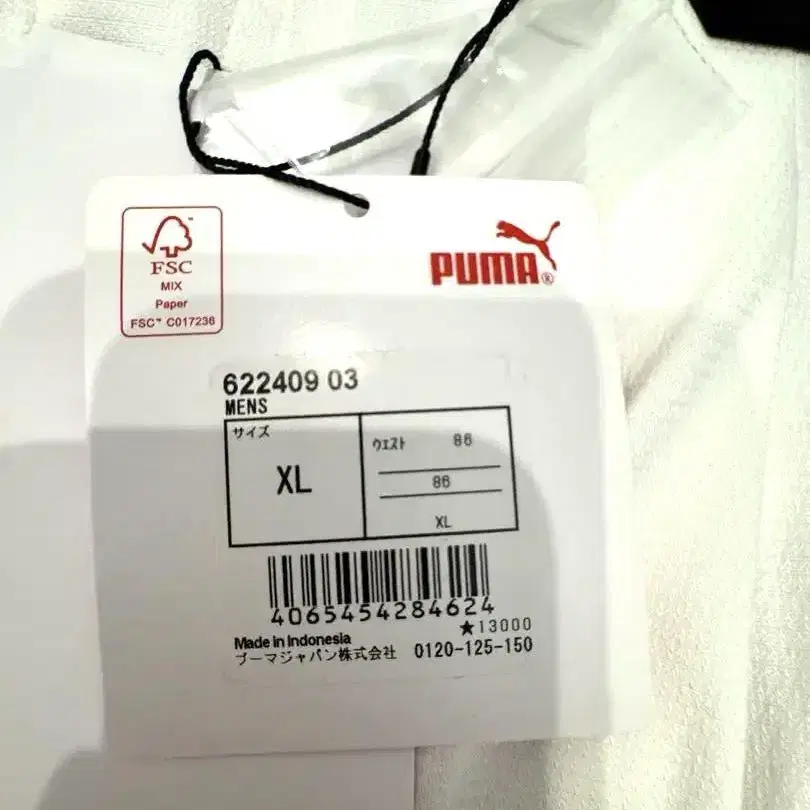 FSC
MIX
Paper
FSC™ C017236
PUMA®
622409 03
MENS
サイズ
XL
ウエスト 86
86
XL
4065454284624
★13000
Made in Indonesia
プーマジャパン株式会社 0120-125-150